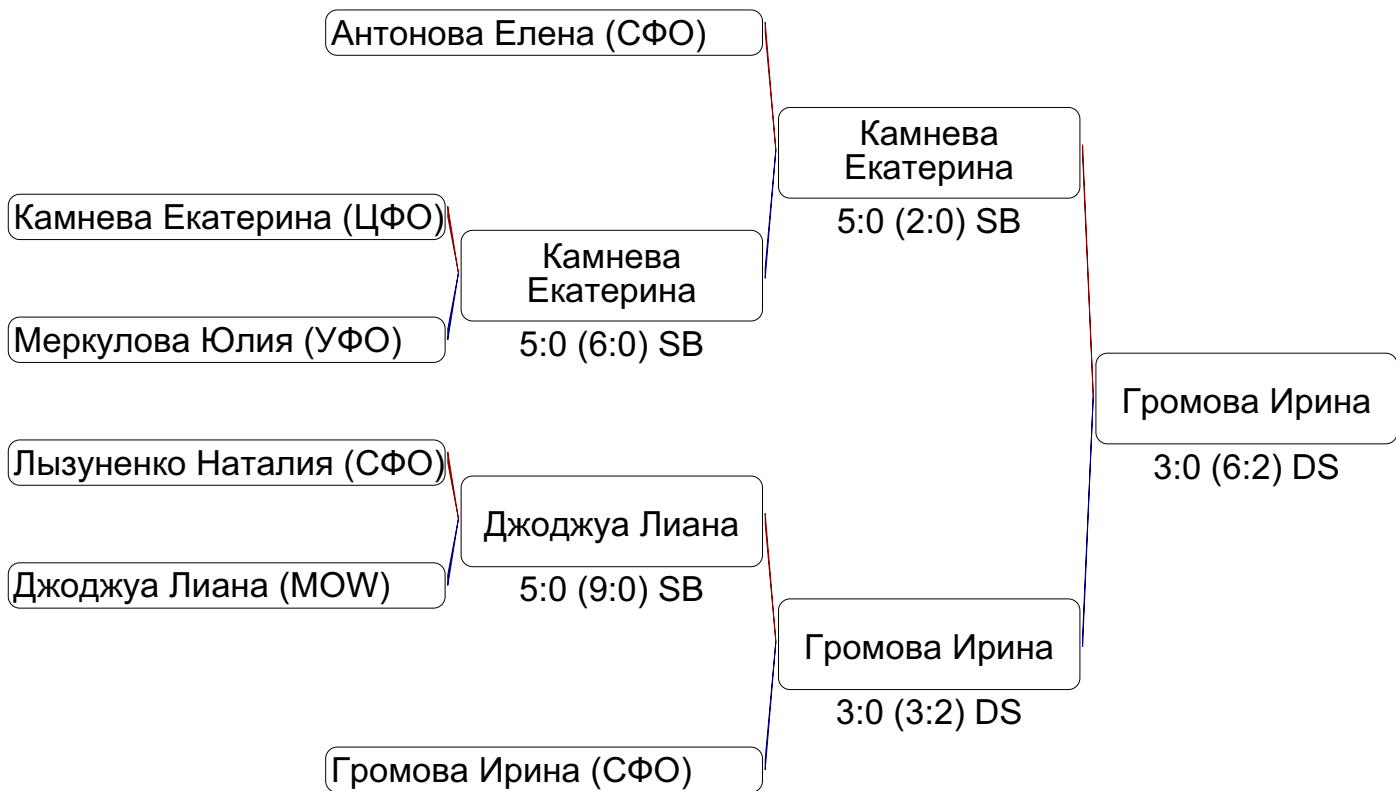 Антонова Елена (СФО)
Камнева
Екатерина
5:0 (2:0) SB
Камнева Екатерина (ЦФО)
Камнева
Екатерина
5:0 (6:0) SB
Меркулова Юлия (УФО)
Громова Ирина
3:0 (6:2) DS
Лызуненко Наталия (СФО)
Джоджуа Лиана
5:0 (9:0) SB
Джоджуа Лиана (MOW)
Громова Ирина
3:0 (3:2) DS
Громова Ирина (СФО)